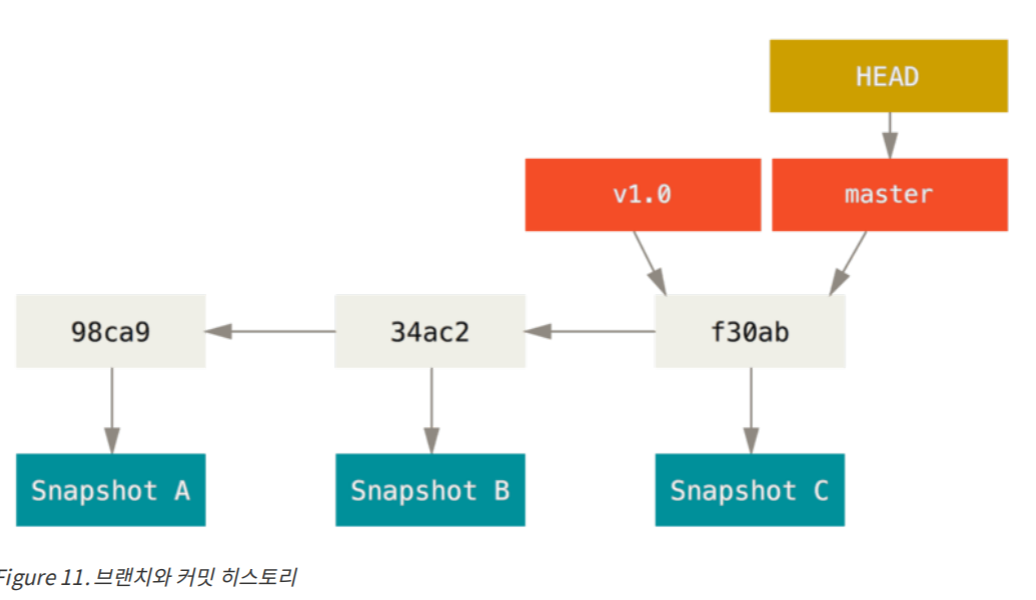 HEAD
v1.0
master
98ca9
34ac2
f30ab
Snapshot A
Snapshot B
Snapshot C
Figure 11. 브랜치와 커밋 히스토리